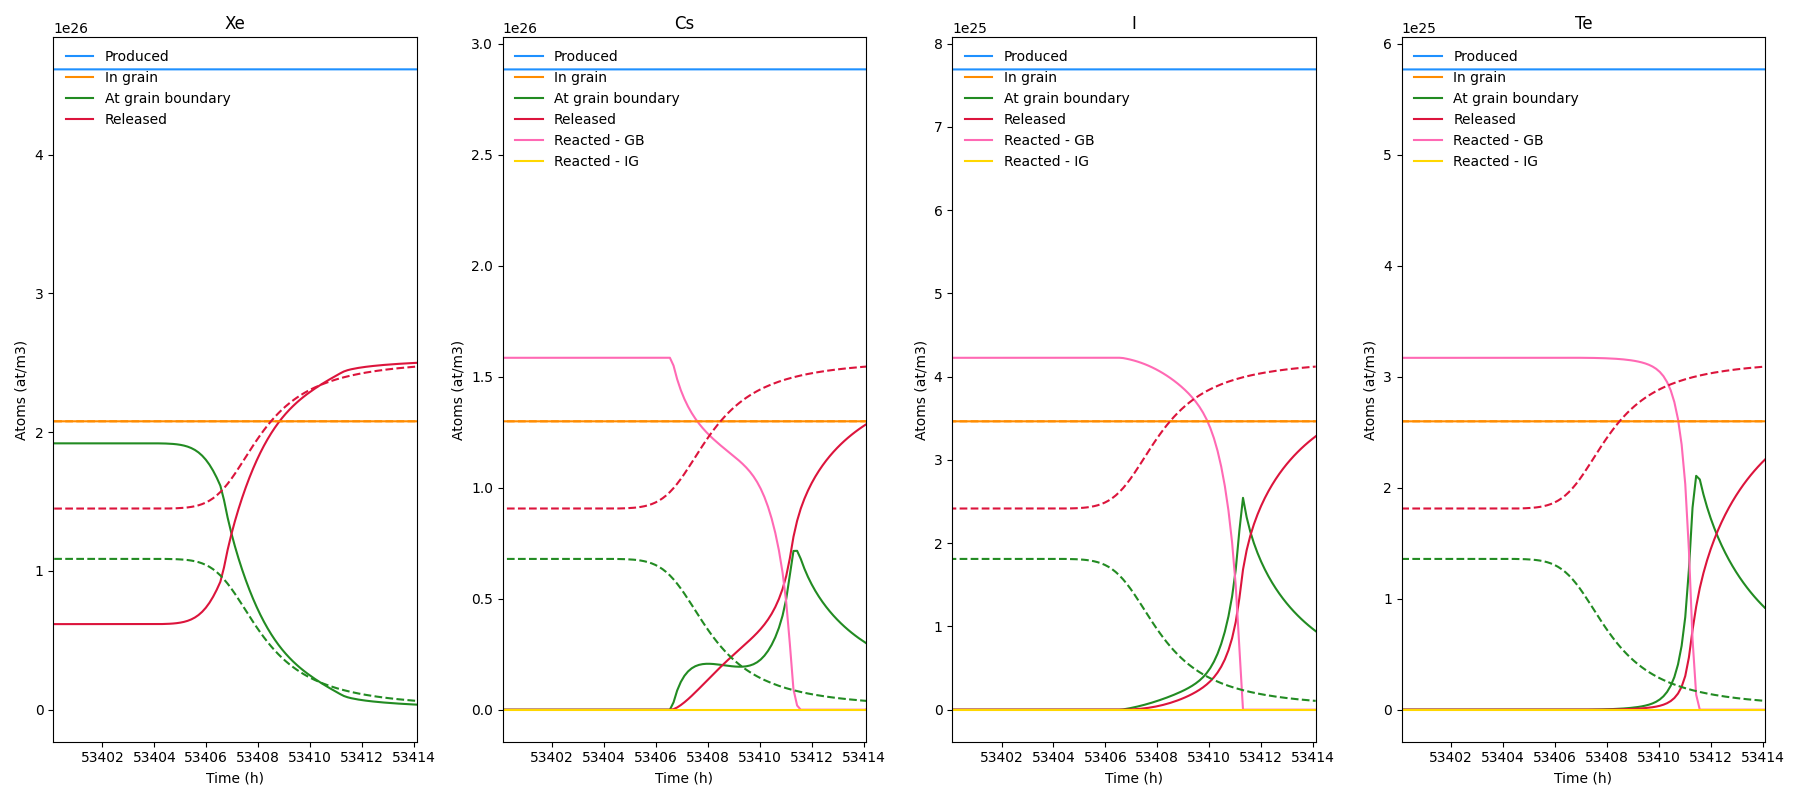 Xe
1e26
Produced
In grain
At grain boundary
Released
4
3
2
1
0
Atoms (at/m3)
53402 53404 53406 53408 53410 53412 53414
Time (h)
Cs
1e26
Produced
In grain
At grain boundary
Released
Reacted - GB
Reacted - IG
3.0
2.5
2.0
1.5
1.0
0.5
0.0
Atoms (at/m3)
53402 53404 53406 53408 53410 53412 53414
Time (h)
I
1e25
Produced
In grain
At grain boundary
Released
Reacted - GB
Reacted - IG
8
7
6
5
4
3
2
1
0
Atoms (at/m3)
53402 53404 53406 53408 53410 53412 53414
Time (h)
Te
1e25
Produced
In grain
At grain boundary
Released
Reacted - GB
Reacted - IG
6
5
4
3
2
1
0
Atoms (at/m3)
53402 53404 53406 53408 53410 53412 53414
Time (h)